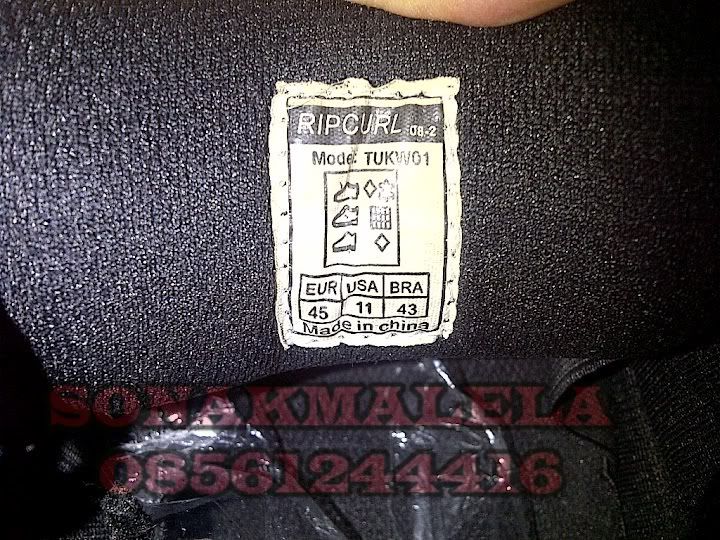 RIPCURL 08-2
Model: TUKW01
EUR USA BRA
45 11 43
Made in china
SONAKMALELA
08561244416